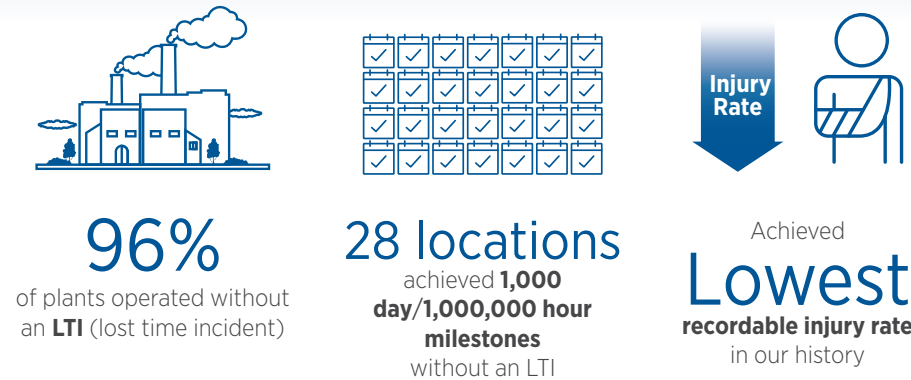 Injury
Rate
96%
of plants operated without
an LTI (lost time incident)
28 locations
achieved 1,000
day/1,000,000 hour
milestones
without an LTI
Achieved
Lowest
recordable injury rate
in our history